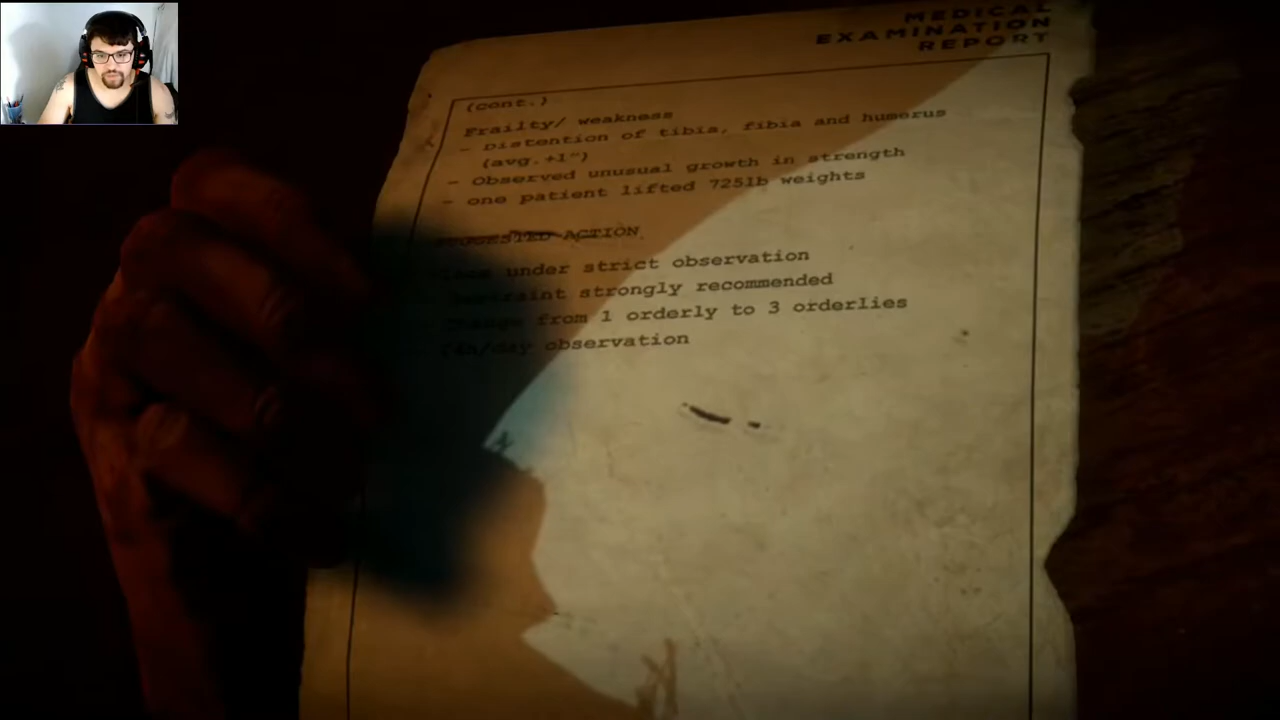 MEDICAL
EXAMINATION
REPORT
(cont.)
Frailty/ weakness
- Distention of tibia, fibia and humerus
(avg.+1")
- Observed unusual growth in strength
- one patient lifted 725lb weights
SUGGESTED ACTION
under strict observation
strongly recommended
from 1 orderly to 3 orderlies
observation